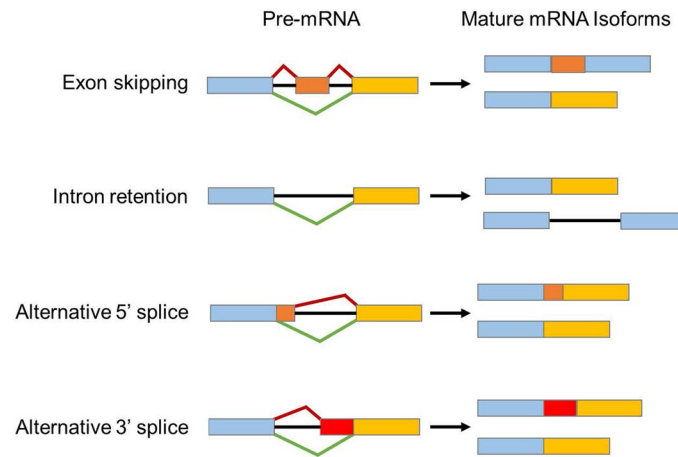 Pre-mRNA
Mature mRNA Isoforms
Exon skipping
Intron retention
Alternative 5' splice
Alternative 3' splice